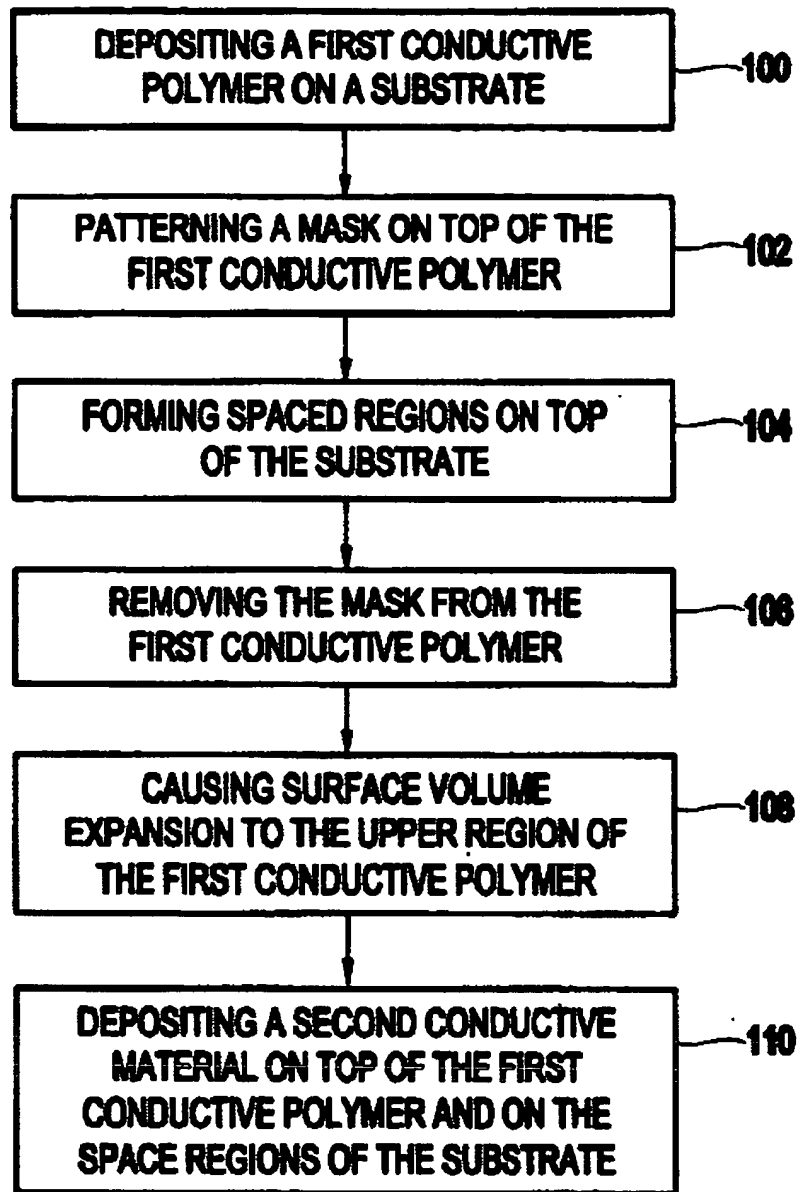 DEPOSITING A FIRST CONDUCTIVE
POLYMER ON A SUBSTRATE
100
PATTERNING A MASK ON TOP OF THE
FIRST CONDUCTIVE POLYMER
102
FORMING SPACED REGIONS ON TOP
OF THE SUBSTRATE
104
REMOVING THE MASK FROM THE
FIRST CONDUCTIVE POLYMER
106
CAUSING SURFACE VOLUME
EXPANSION TO THE UPPER REGION OF
THE FIRST CONDUCTIVE POLYMER
108
DEPOSITING A SECOND CONDUCTIVE
MATERIAL ON TOP OF THE FIRST
CONDUCTIVE POLYMER AND ON THE
SPACE REGIONS OF THE SUBSTRATE
110